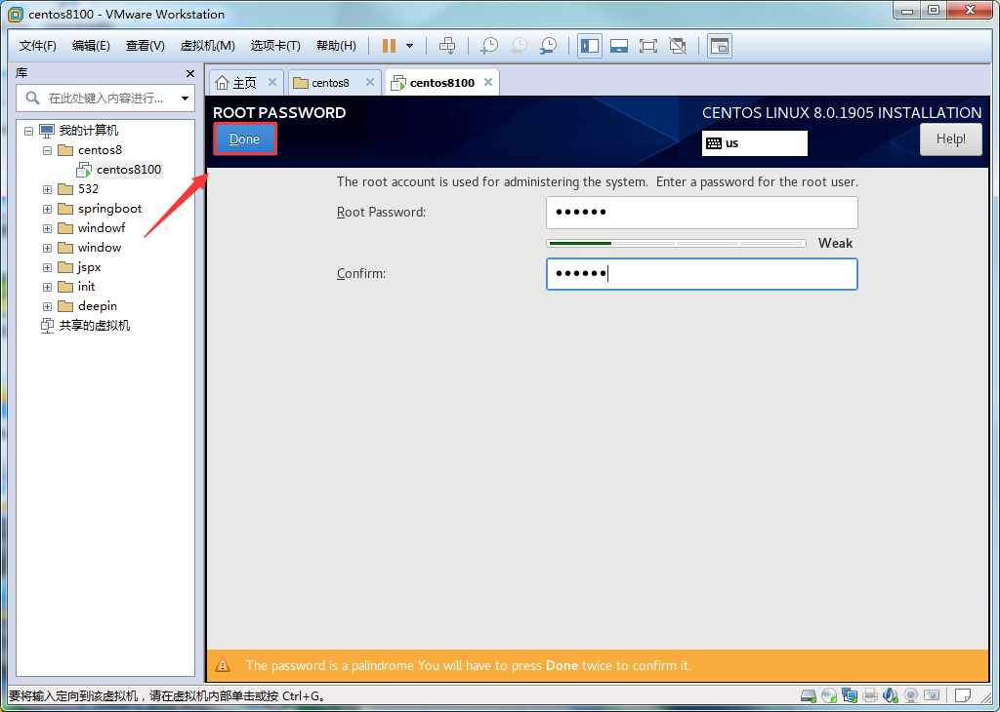 centos8100 - VMware Workstation
文件(F) 编辑(E) 查看(V) 虚拟机(M) 选项卡(T) 帮助(H)
库
在此处键入内容进行...
我的计算机
centos8
centos8100
532
springboot
windowf
window
jspx
init
deepin
共享的虚拟机
主页 centos8 centos8100
ROOT PASSWORD
Done
CENTOS LINUX 8.0.1905 INSTALLATION
us
Help!
The root account is used for administering the system. Enter a password for the root user.
Root Password: ●●●●●●
Weak
Confirm: ●●●●●●
The password is a palindrome You will have to press Done twice to confirm it.
要将输入定向到该虚拟机，请在虚拟机内部单击或按 Ctrl+G。